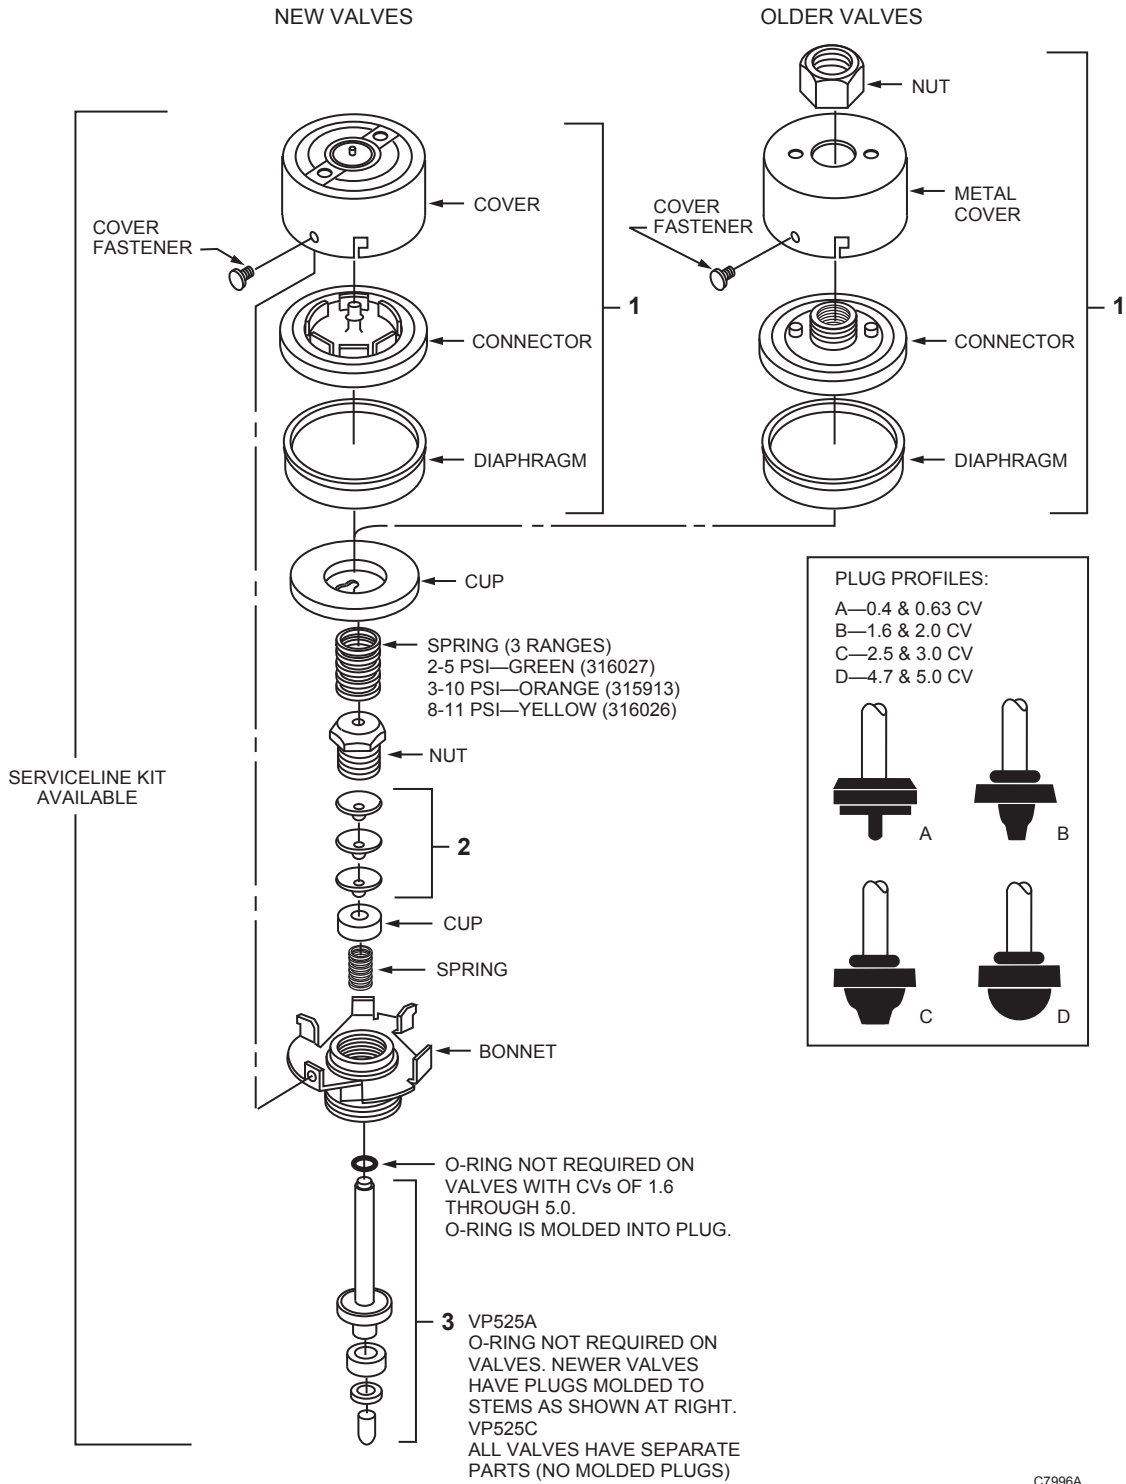 NEW VALVES
OLDER VALVES
NUT
COVER
COVER
FASTENER
METAL
COVER
COVER
FASTENER
1
1
CONNECTOR
CONNECTOR
DIAPHRAGM
DIAPHRAGM
CUP
SPRING (3 RANGES)
2-5 PSI—GREEN (316027)
3-10 PSI—ORANGE (315913)
8-11 PSI—YELLOW (316026)
NUT
SERVICELINE KIT
AVAILABLE
2
CUP
SPRING
BONNET
PLUG PROFILES:
A—0.4 & 0.63 CV
B—1.6 & 2.0 CV
C—2.5 & 3.0 CV
D—4.7 & 5.0 CV
A
B
C
D
O-RING NOT REQUIRED ON
VALVES WITH CVs OF 1.6
THROUGH 5.0.
O-RING IS MOLDED INTO PLUG.
3
VP525A
O-RING NOT REQUIRED ON
VALVES. NEWER VALVES
HAVE PLUGS MOLDED TO
STEMS AS SHOWN AT RIGHT.
VP525C
ALL VALVES HAVE SEPARATE
PARTS (NO MOLDED PLUGS)
C7996A